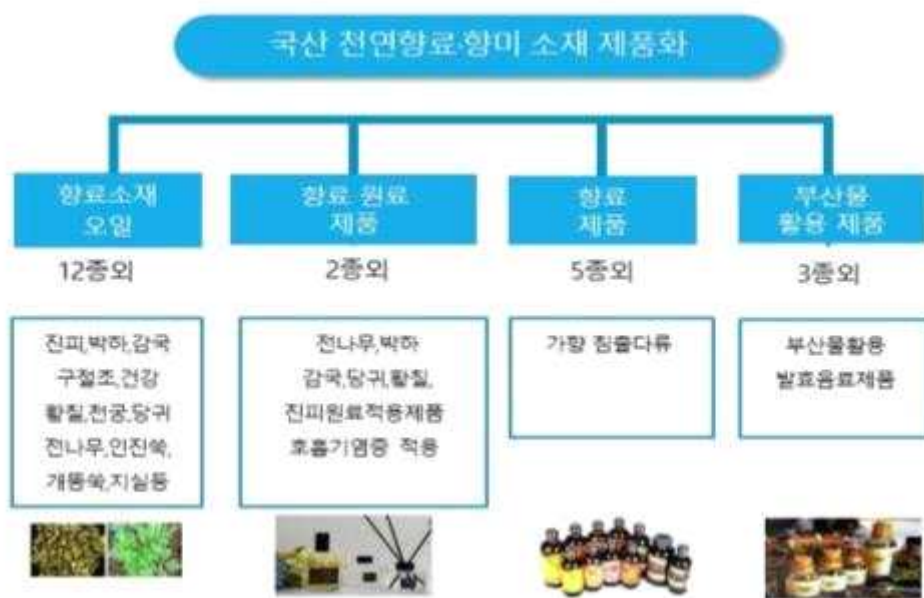 국산 천연향료·향미 소재 제품화
향료소재
오일
12종외
진피,박하,감국
구절초,건강
황칠,천궁,당귀
전나무,인진쑥,
개똥쑥,지실등
향료 원료
제품
2종외
전나무,박하
감국,당귀,황칠,
진피원료적용제품
호흡기염증 적용
향료
제품
5종외
가향 침출다류
부산물
활용 제품
3종외
부산물활용
발효음료제품